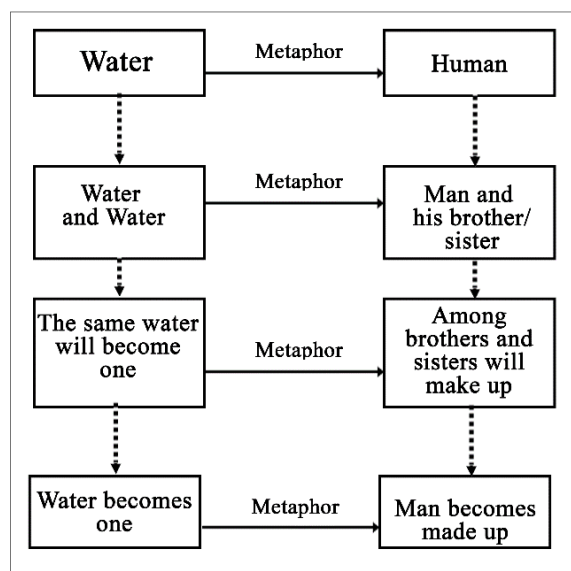 Water
Metaphor
Human
Water
and Water
Metaphor
Man and
his brother/
sister
The same water
will become
one
Metaphor
Among
brothers and
sisters will
make up
Water becomes
one
Metaphor
Man becomes
made up